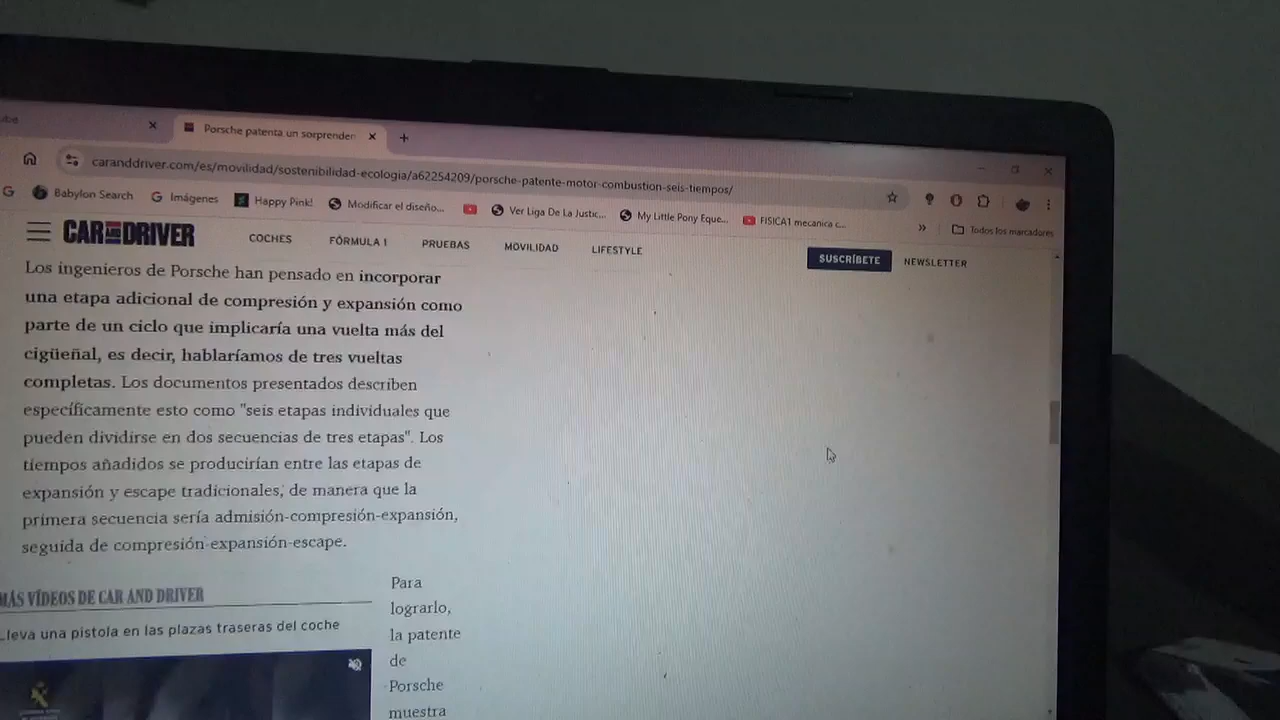 Porsche patenta un sorprenden
caranddriver.com/es/movilidad/sostenibilidad-ecologia/a62254209/porsche-patente-motor-combustion-seis-tiempos/
Babylon Search
Imágenes
Happy Pink!
Modificar el diseño...
Ver Liga De La Justic...
My Little Pony Eque...
FISICA1 mecanica c...
»
Todos los marcadores
CAR AND DRIVER
COCHES
FÓRMULA 1
PRUEBAS
MOVILIDAD
LIFESTYLE
SUSCRÍBETE
NEWSLETTER
Los ingenieros de Porsche han pensado en incorporar
una etapa adicional de compresión y expansión como
parte de un ciclo que implicaría una vuelta más del
cigüeñal, es decir, hablaríamos de tres vueltas
completas. Los documentos presentados describen
específicamente esto como "seis etapas individuales que
pueden dividirse en dos secuencias de tres etapas". Los
tiempos añadidos se producirían entre las etapas de
expansión y escape tradicionales, de manera que la
primera secuencia sería admisión-compresión-expansión,
seguida de compresión-expansión-escape.
MÁS VÍDEOS DE CAR AND DRIVER
Lleva una pistola en las plazas traseras del coche
Para
lograrlo,
la patente
de
Porsche
muestra